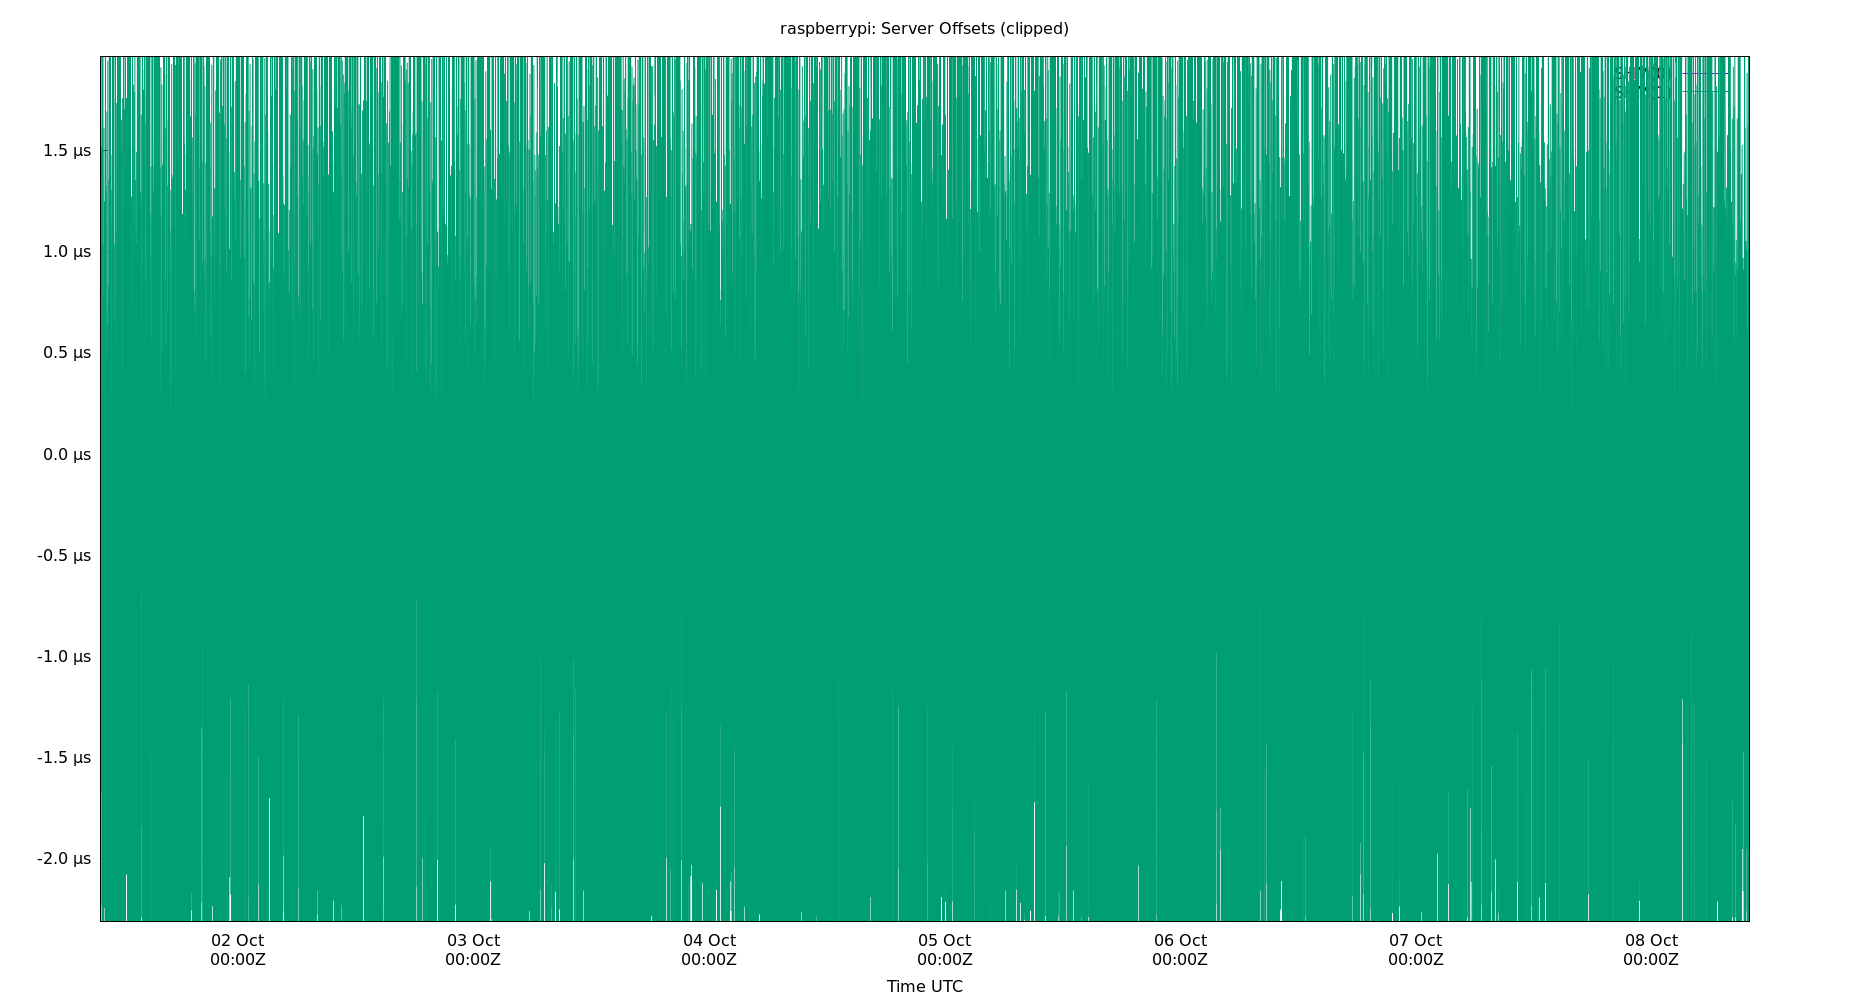 raspberrypi: Server Offsets (clipped)
1.5 µs
1.0 µs
0.5 µs
0.0 µs
-0.5 µs
-1.0 µs
-1.5 µs
-2.0 µs
02 Oct 03 Oct 04 Oct 05 Oct 06 Oct 07 Oct 08 Oct
00:00Z 00:00Z 00:00Z 00:00Z 00:00Z 00:00Z 00:00Z
Time UTC